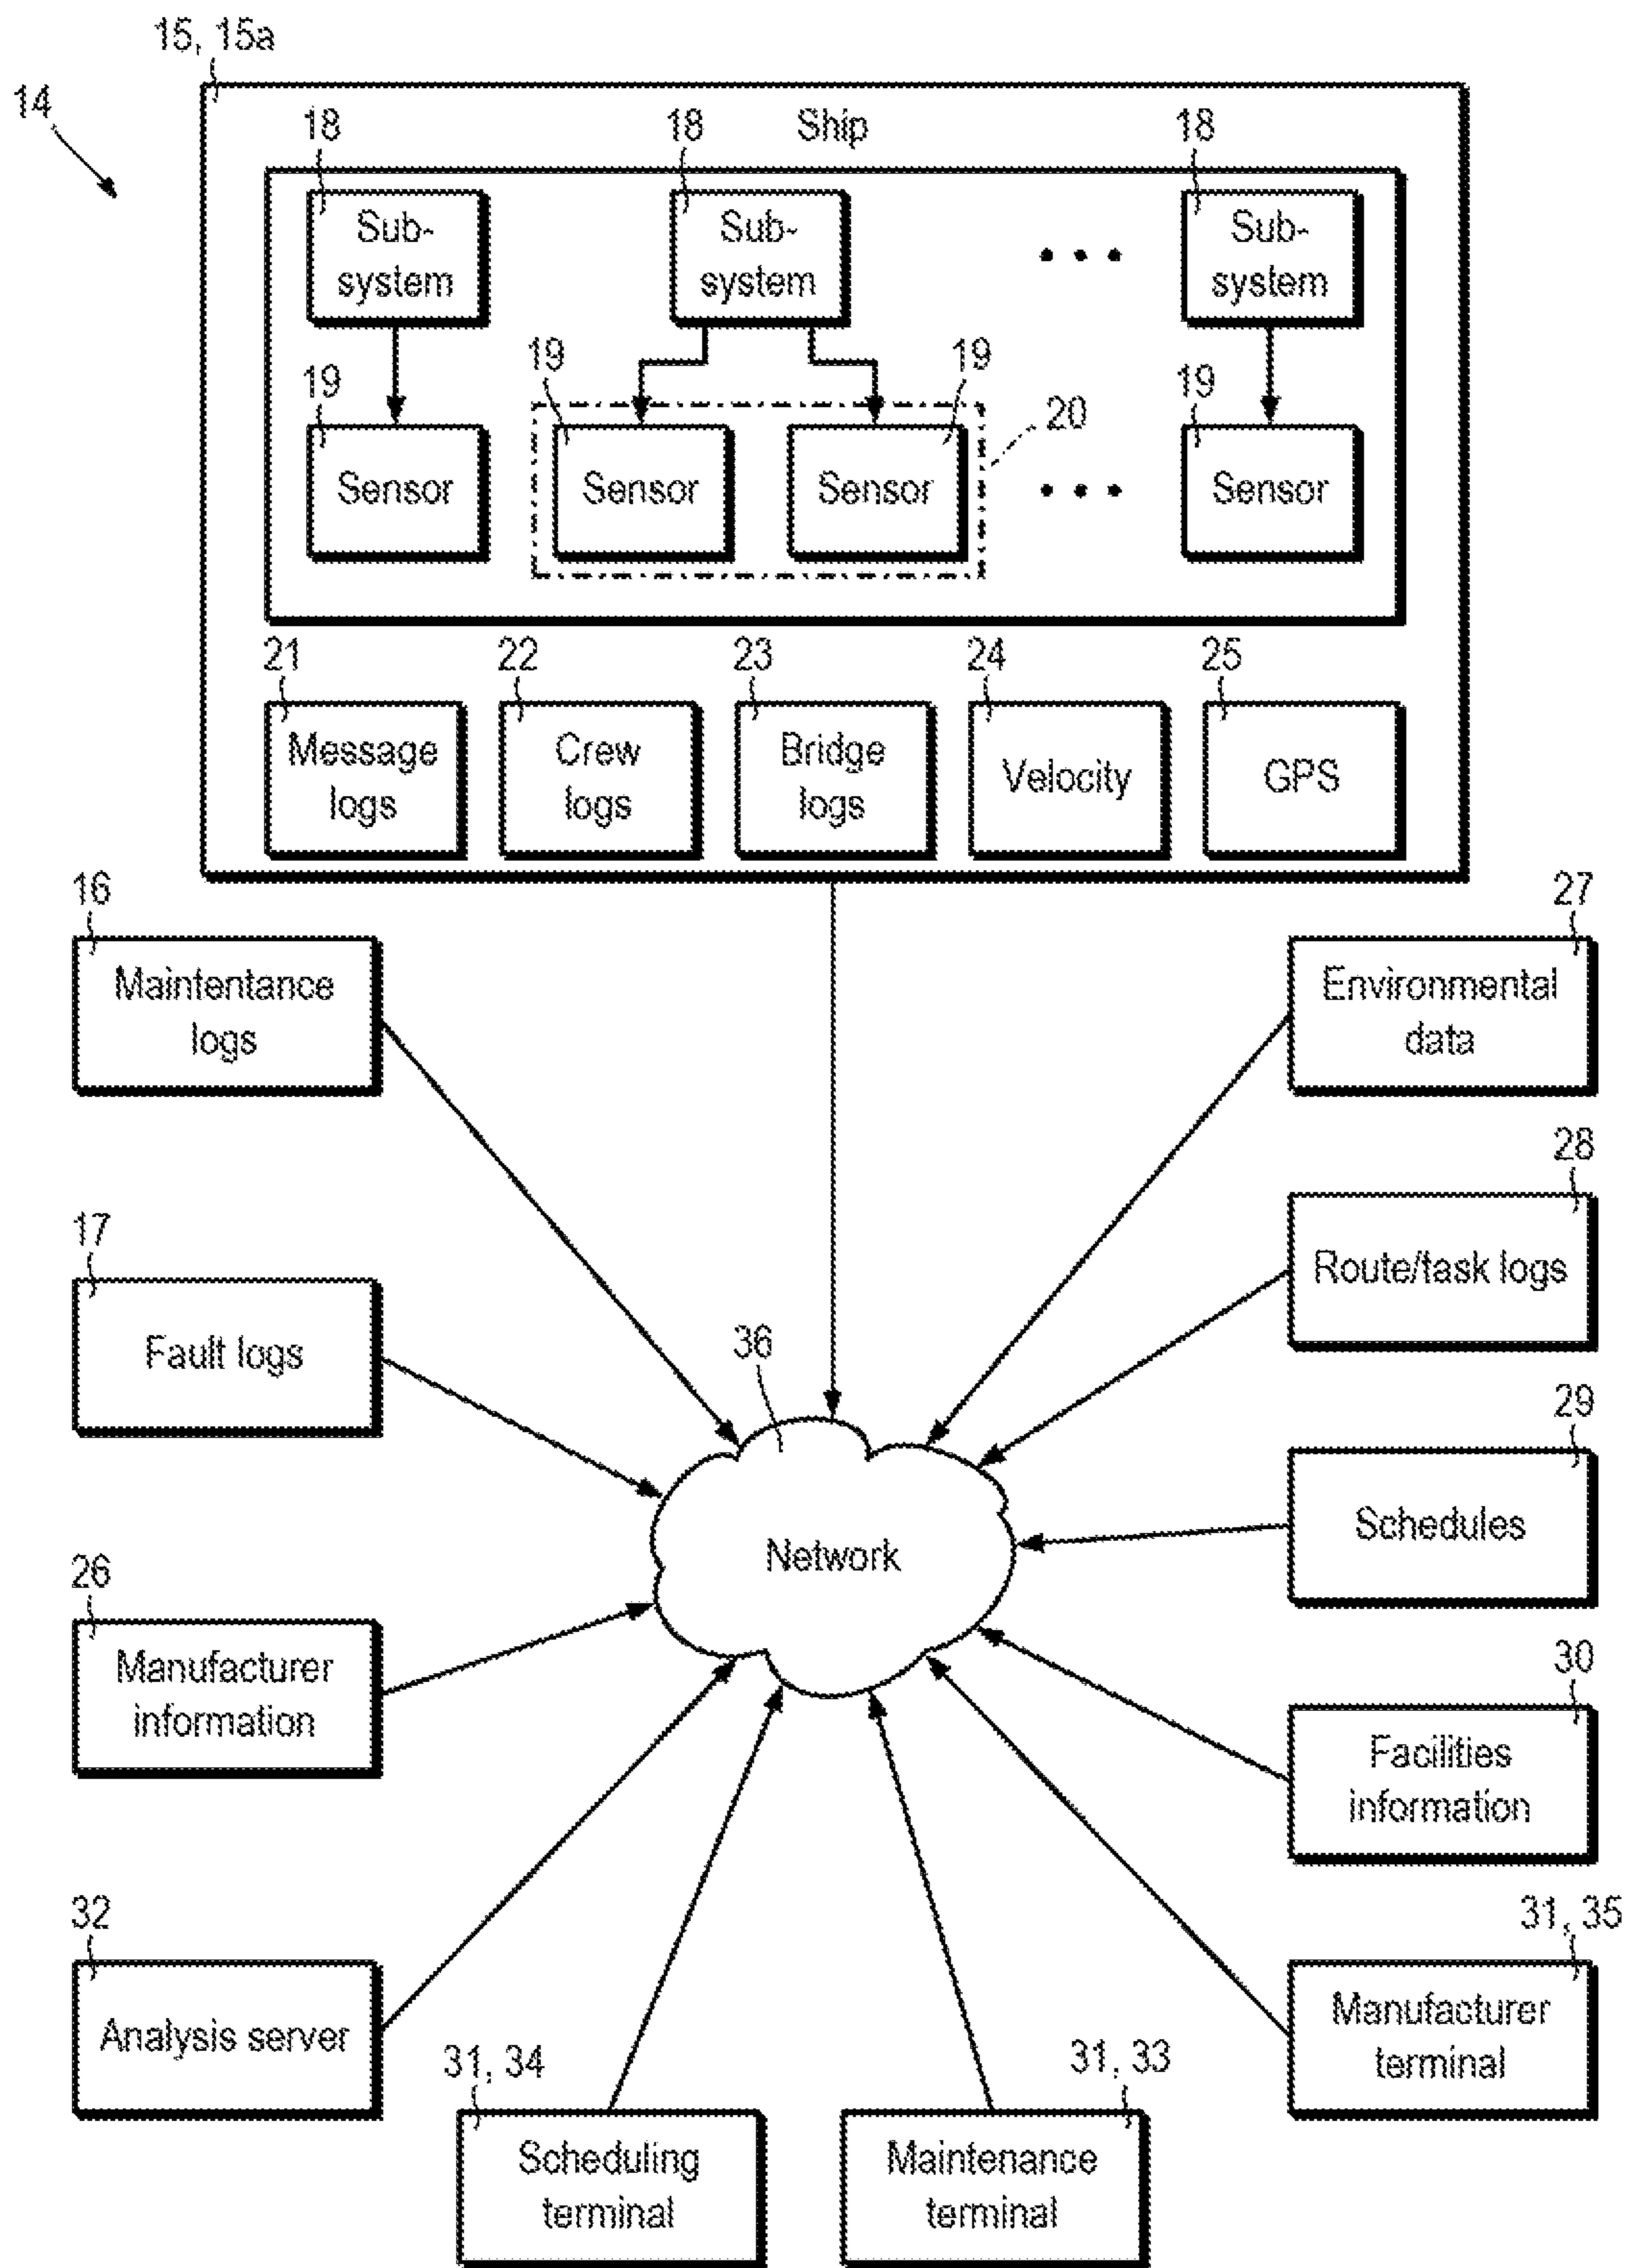 15, 15a
14
Ship
18
18
18
Sub-
system
Sub-
system
Sub-
system
19
19
19
20
19
Sensor
Sensor
Sensor
Sensor
21
22
23
24
25
Message
logs
Crew
logs
Bridge
logs
Velocity
GPS
16
Maintentance
logs
27
Environmental
data
28
Route/task logs
17
Fault logs
36
Network
29
Schedules
26
Manufacturer
information
30
Facilities
information
32
Analysis server
31, 35
Manufacturer
terminal
31, 34
Scheduling
terminal
31, 33
Maintenance
terminal